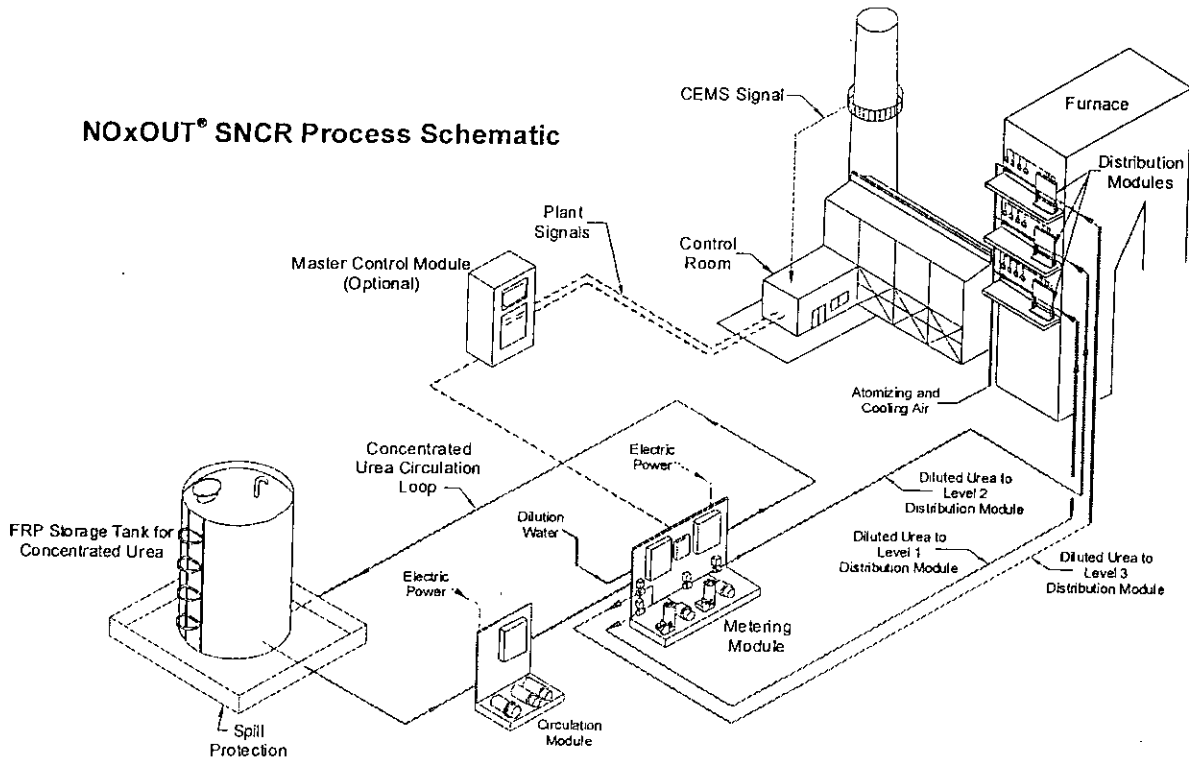 NOxOUT® SNCR Process Schematic
CEMS Signal
Furnace
Distribution
Modules
Plant
Signals
Control
Room
Master Control Module
(Optional)
Atomizing and
Cooling Air
Concentrated
Urea Circulation
Loop
Electric
Power
Diluted Urea to
Level 2
Distribution Module
FRP Storage Tank for
Concentrated Urea
Dilution
Water
Diluted Urea to
Level 1
Distribution Module
Diluted Urea to
Level 3
Distribution Module
Electric
Power
Metering
Module
Spill
Protection
Circulation
Module